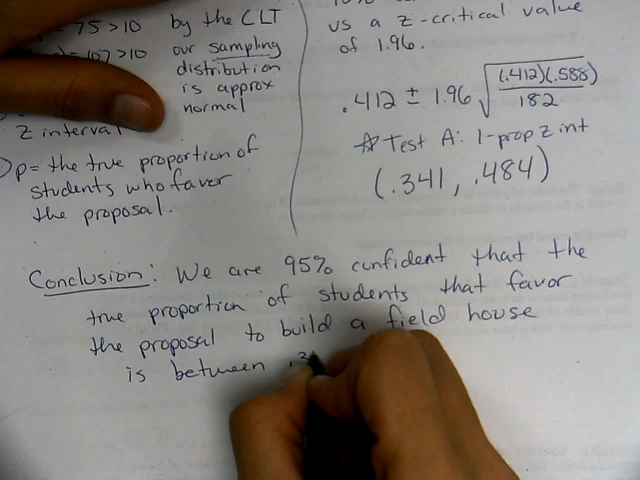 = 75 > 10 by the CLT
= 107 > 10 our sampling
distribution
is approx
normal
z interval
p = the true proportion of
students who favor
the proposal.
vs a z-critical value
of 1.96.
.412 ± 1.96 √((.412)(.588)/182)
☆ Test A: 1-prop z int
(.341, .484)
Conclusion: We are 95% confident that the
true proportion of students that favor
the proposal to build a field house
is between .3